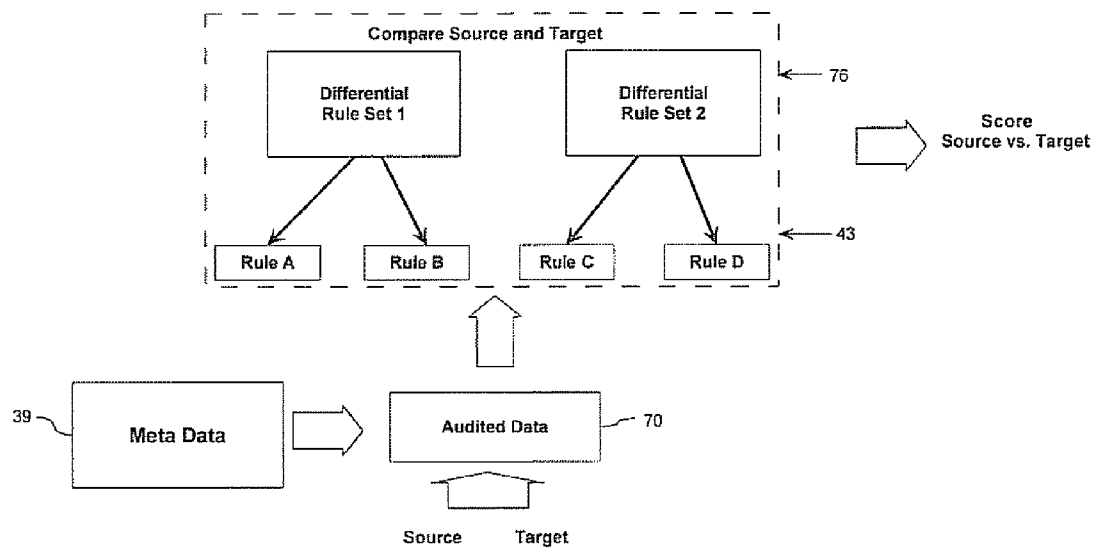 Compare Source and Target
Differential
Rule Set 1
Differential
Rule Set 2
76
Score
Source vs. Target
43
Rule A
Rule B
Rule C
Rule D
39
Meta Data
Audited Data
70
Source
Target